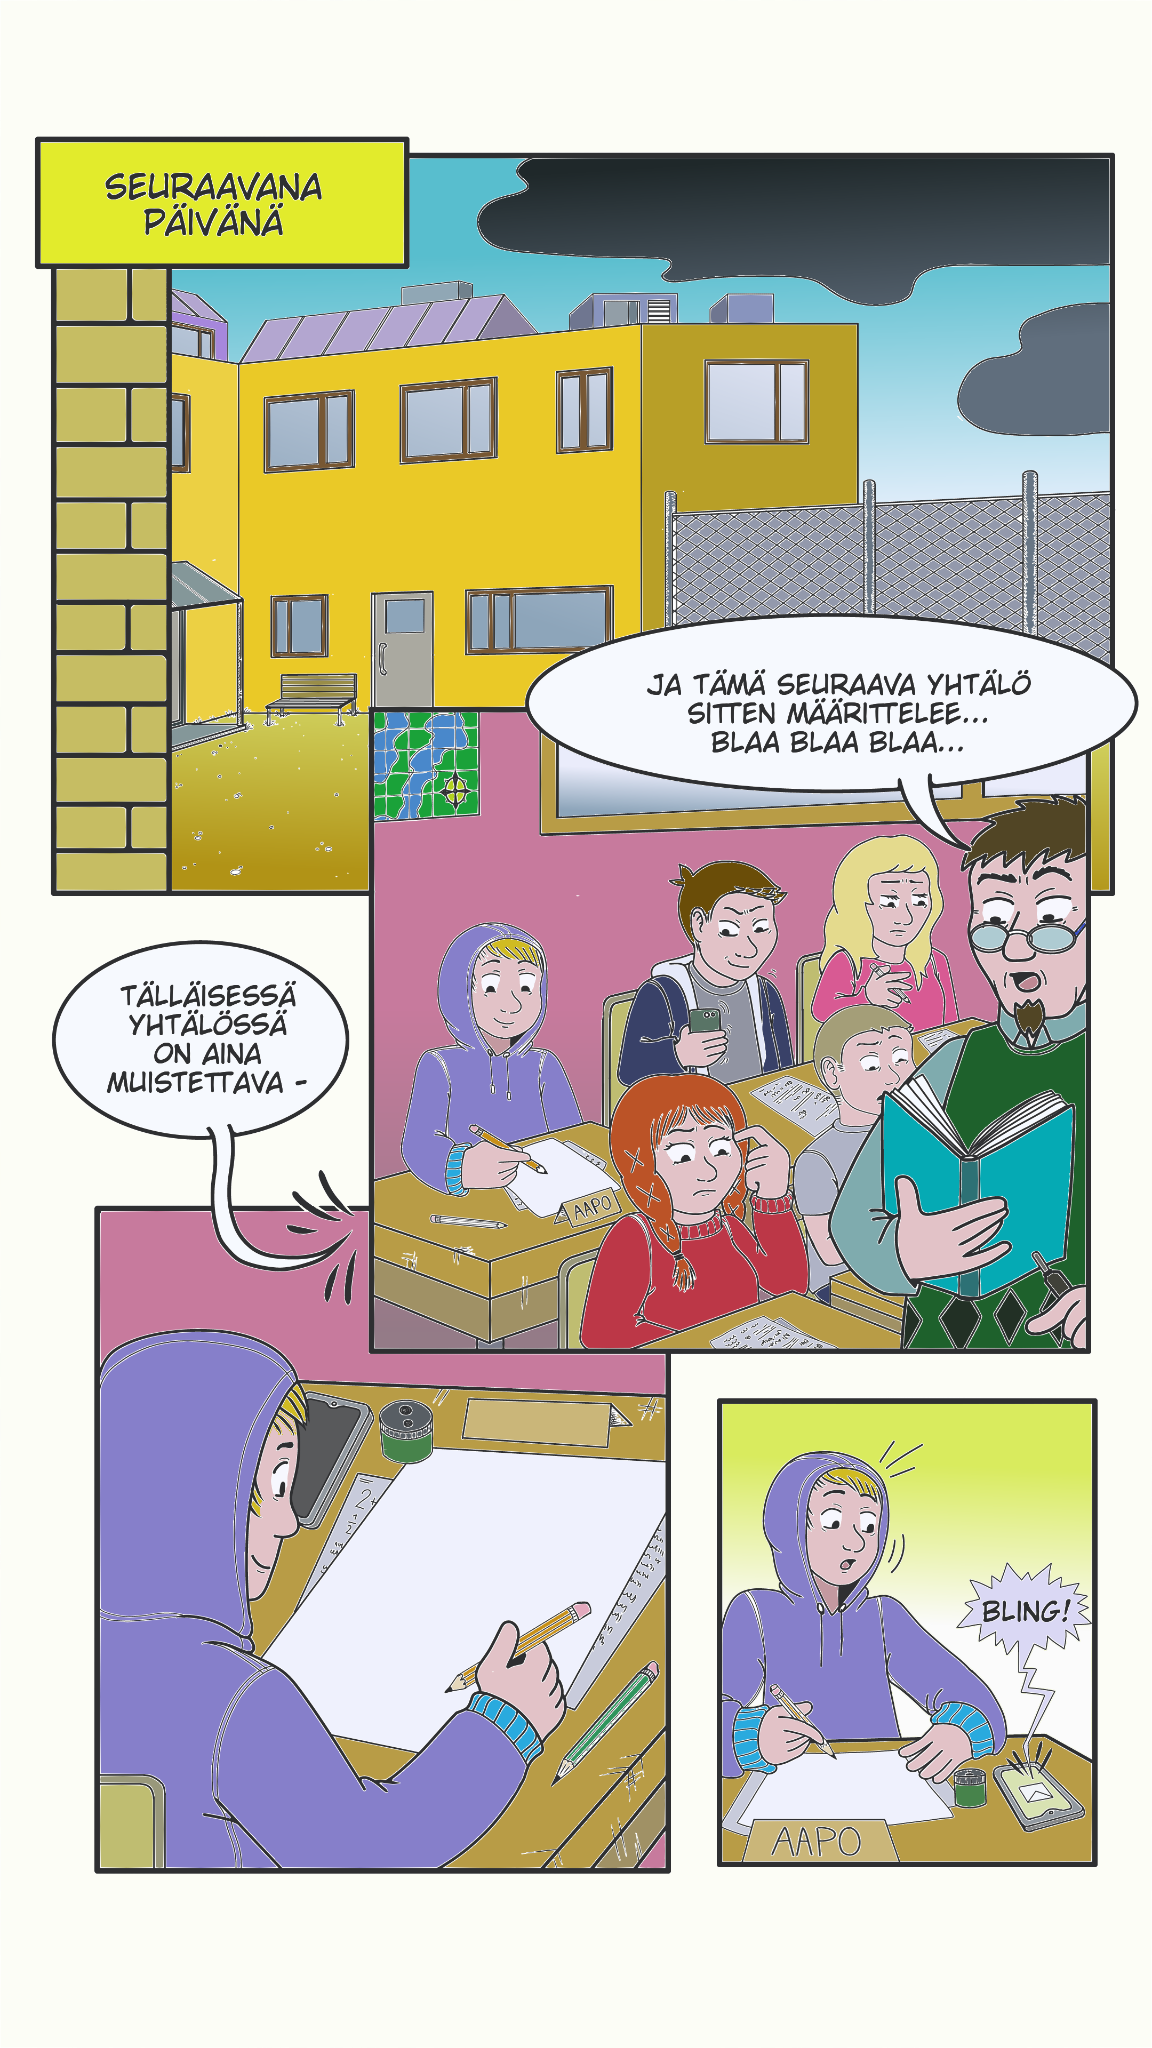 SEURAAVANA
PÄIVÄNÄ
JA TÄMÄ SEURAAVA YHTÄLÖ
SITTEN MÄÄRITTELEE...
BLAA BLAA BLAA...
TÄLLÄISESSÄ
YHTÄLÖSSÄ
ON AINA
MUISTETTAVA -
AAPO
2+
BLING!
AAPO